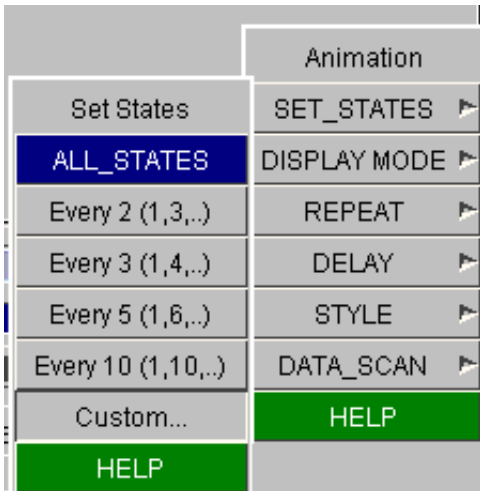 Animation
Set States
SET_STATES
ALL_STATES
DISPLAY MODE
Every 2 (1,3,..)
REPEAT
Every 3 (1,4,..)
DELAY
Every 5 (1,6,..)
STYLE
Every 10 (1,10,..)
DATA_SCAN
Custom...
HELP
HELP